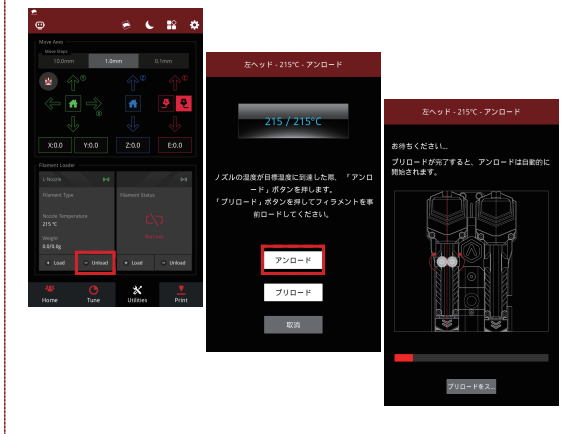 Move Axes
Move Steps
10.0mm
1.0mm
0.1mm
X:0.0
Y:0.0
Z:0.0
E:0.0
Filament Loader
L-Nozzle
Filament Type
Filament Status
Nozzle Temperature
215 ℃
Weight
0.0/0.0g
Load
Unload
Load
Unload
Home
Tune
Utilities
Print
左ヘッド - 215℃ - アンロード
215 / 215°C
ノズルの温度が目標温度に到達した際、「アンロ
ード」ボタンを押します。
「プリロード」ボタンを押してフィラメントを事
前ロードしてください。
アンロード
プリロード
取消
左ヘッド - 215℃ - アンロード
お待ちください...
プリロードが完了すると、アンロードは自動的に
開始されます。
プリロードをス...